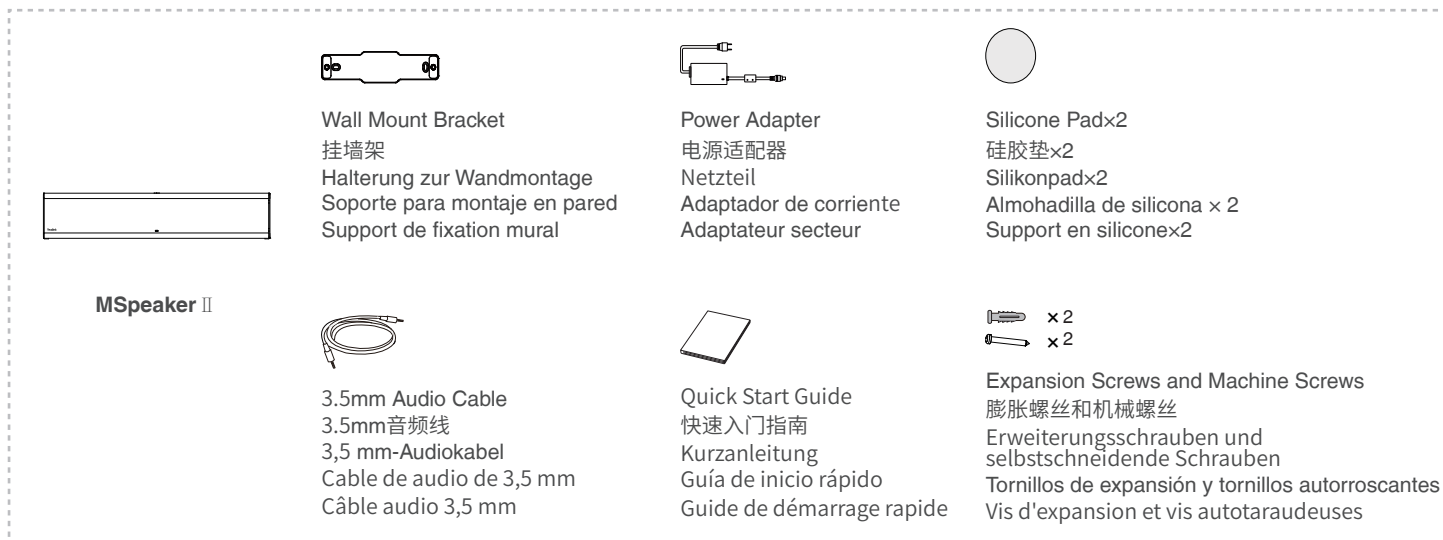 Wall Mount Bracket
挂墙架
Halterung zur Wandmontage
Soporte para montaje en pared
Support de fixation mural
Power Adapter
电源适配器
Netzteil
Adaptador de corriente
Adaptateur secteur
Silicone Pad×2
硅胶垫×2
Silikonpad×2
Almohadilla de silicona × 2
Support en silicone×2
MSpeaker Ⅱ
3.5mm Audio Cable
3.5mm音频线
3,5 mm-Audiokabel
Cable de audio de 3,5 mm
Câble audio 3,5 mm
Quick Start Guide
快速入门指南
Kurzanleitung
Guía de inicio rápido
Guide de démarrage rapide
×2
×2
Expansion Screws and Machine Screws
膨胀螺丝和机械螺丝
Erweiterungsschrauben und
selbstschneidende Schrauben
Tornillos de expansión y tornillos autorroscantes
Vis d'expansion et vis autotaraudeuses